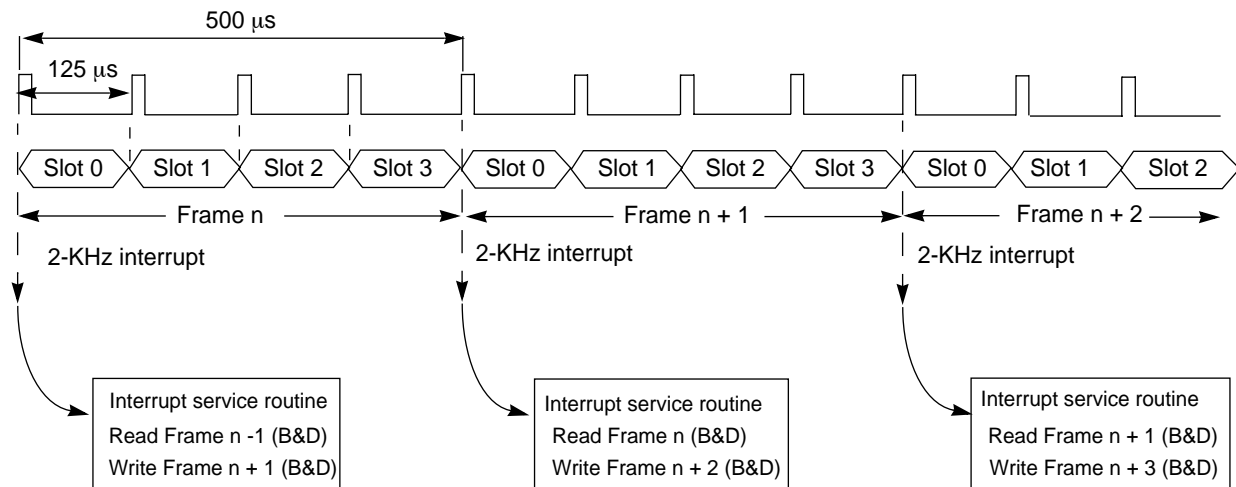 500 μs
125 μs
Slot 0 Slot 1 Slot 2 Slot 3 Slot 0 Slot 1 Slot 2 Slot 3 Slot 0 Slot 1 Slot 2
Frame n Frame n + 1 Frame n + 2
2-KHz interrupt 2-KHz interrupt 2-KHz interrupt
Interrupt service routine
Read Frame n -1 (B&D)
Write Frame n + 1 (B&D)
Interrupt service routine
Read Frame n (B&D)
Write Frame n + 2 (B&D)
Interrupt service routine
Read Frame n + 1 (B&D)
Write Frame n + 3 (B&D)